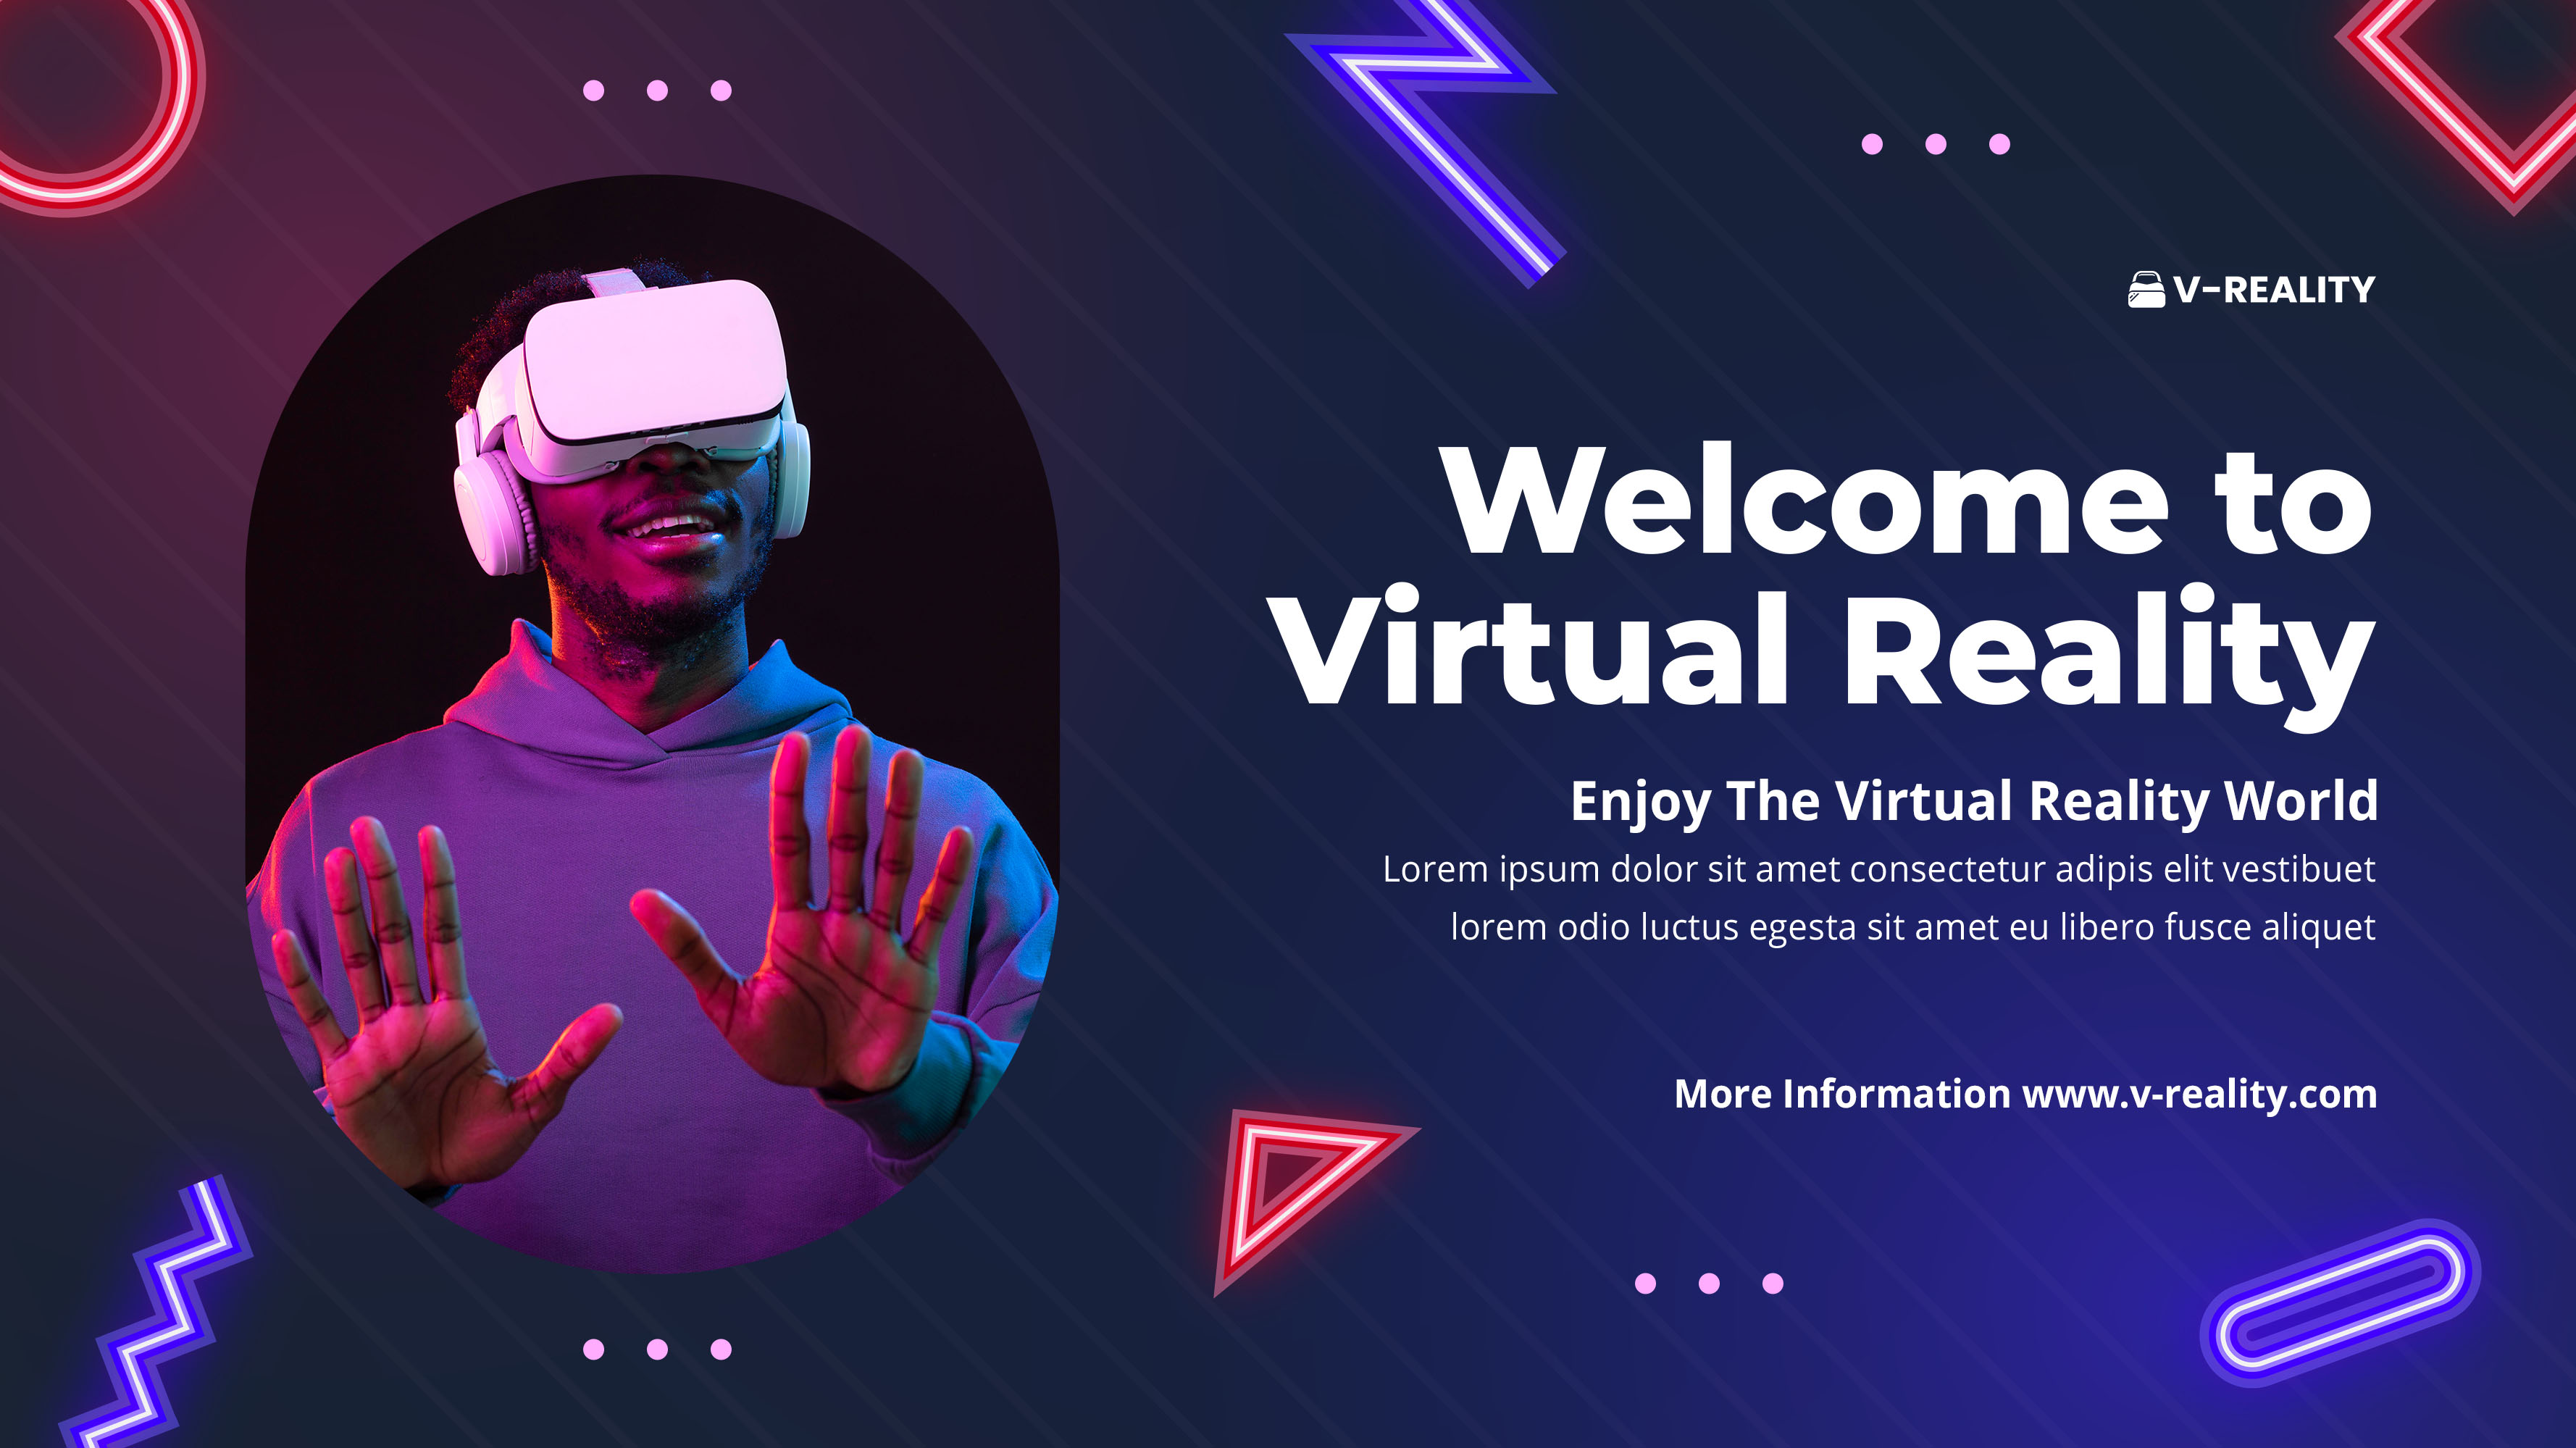 V-REALITY
Welcome to
Virtual Reality
Enjoy The Virtual Reality World
Lorem ipsum dolor sit amet consectetur adipis elit vestibuet
lorem odio luctus egesta sit amet eu libero fusce aliquet
More Information www.v-reality.com